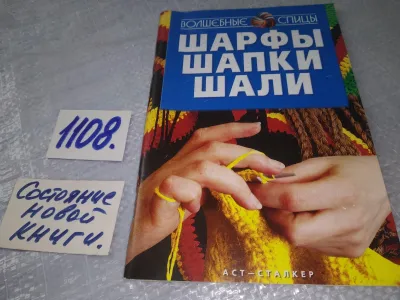 ВОЛШЕБНЫЕ СПИЦЫ
ШАРФЫ
ШАПКИ
ШАЛИ
1108.
Состояние
новой
книги.
АСТ–СТАЛКЕР